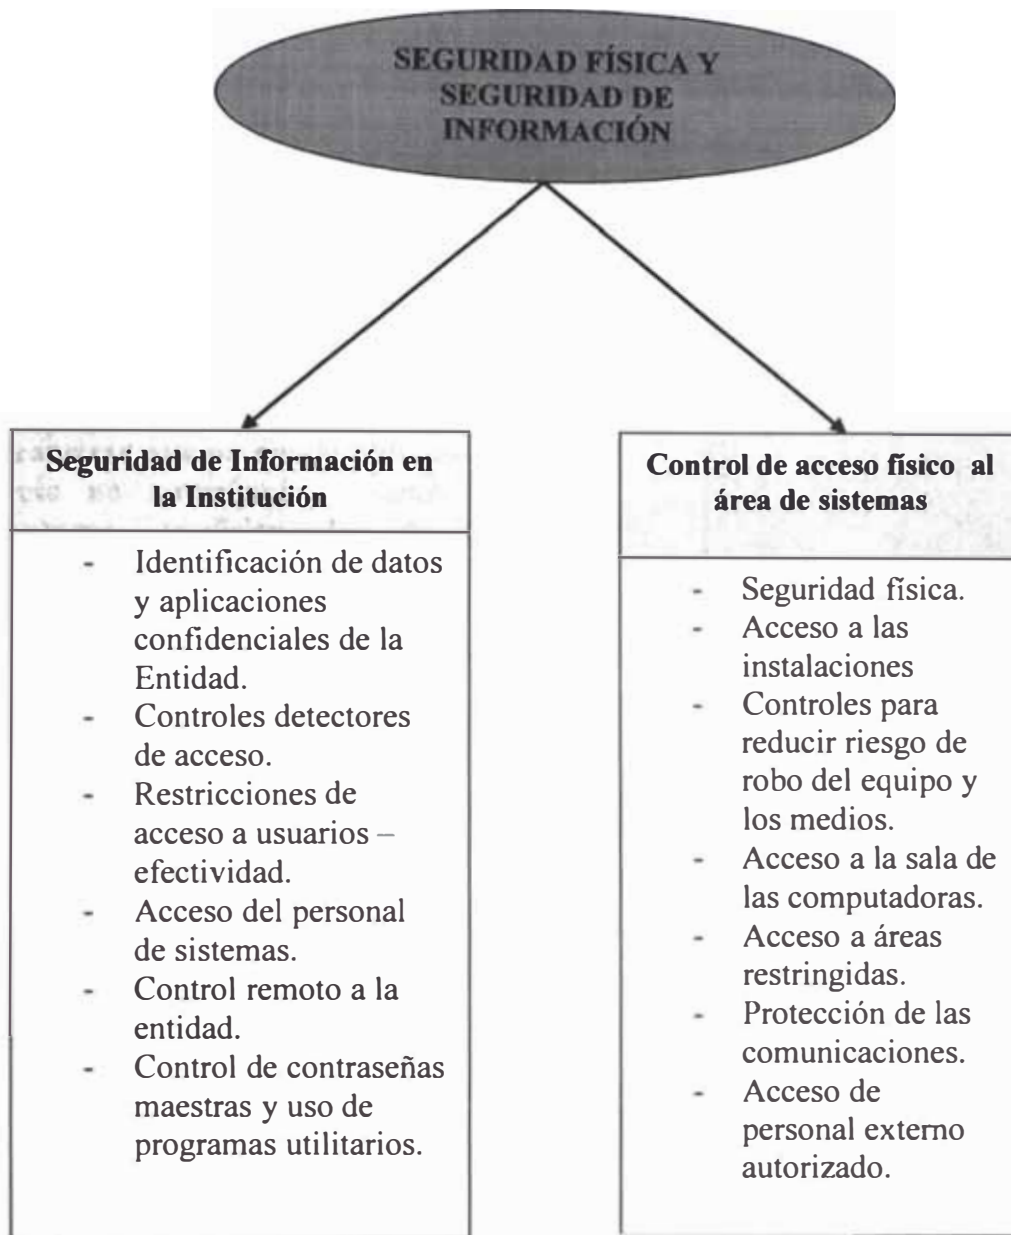 SEGURIDAD FÍSICA Y
SEGURIDAD DE
INFORMACIÓN
Seguridad de Información en
la Institución
- Identificación de datos
y aplicaciones
confidenciales de la
Entidad.
- Controles detectores
de acceso.
- Restricciones de
acceso a usuarios –
efectividad.
- Acceso del personal
de sistemas.
- Control remoto a la
entidad.
- Control de contraseñas
maestras y uso de
programas utilitarios.
Control de acceso físico al
área de sistemas
- Seguridad física.
- Acceso a las
instalaciones
- Controles para
reducir riesgo de
robo del equipo y
los medios.
- Acceso a la sala de
las computadoras.
- Acceso a áreas
restringidas.
- Protección de las
comunicaciones.
- Acceso de
personal externo
autorizado.